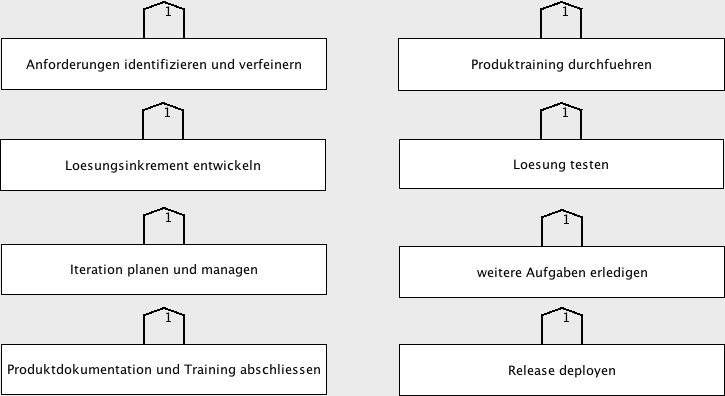 1
1
Anforderungen identifizieren und verfeinern
Produktraining durchfuehren
1
1
Loesungsinkrement entwickeln
Loesung testen
1
1
Iteration planen und managen
weitere Aufgaben erledigen
1
1
Produktdokumentation und Training abschliessen
Release deployen